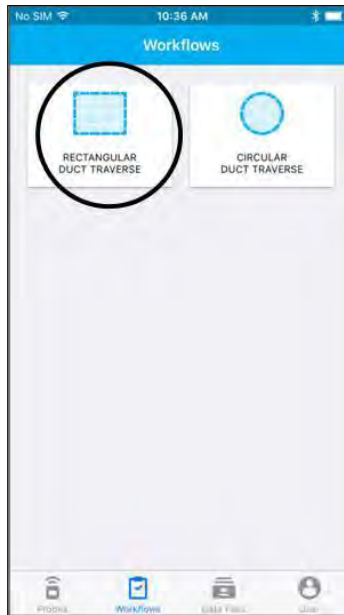 No SIM 10:36 AM
Workflows
RECTANGULAR
DUCT TRAVERSE
CIRCULAR
DUCT TRAVERSE
Probes Workflows Data Files User